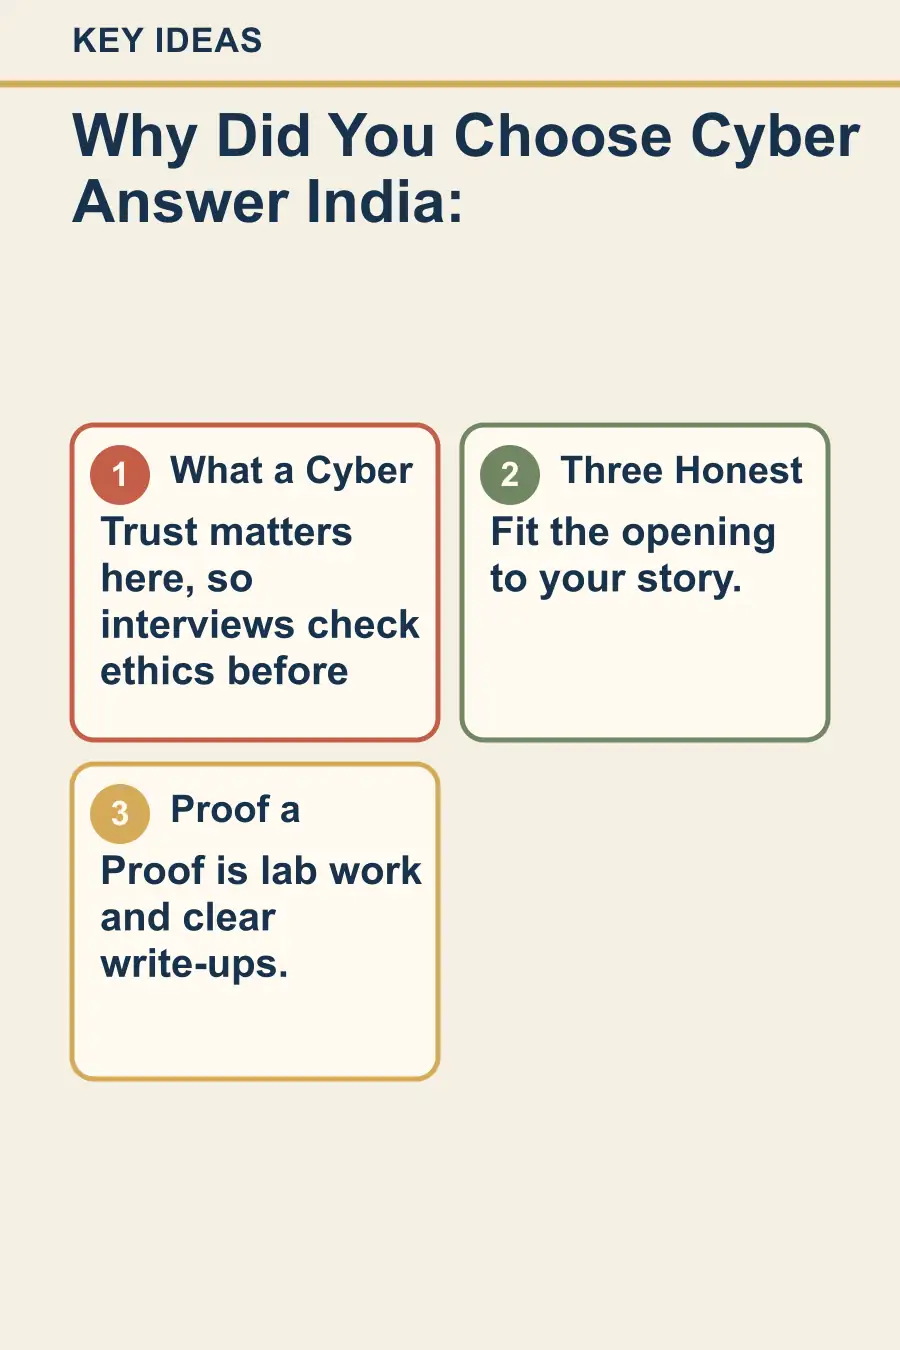 KEY IDEAS
Why Did You Choose Cyber
Answer India:
1 What a Cyber
Trust matters
here, so
interviews check
ethics before
2 Three Honest
Fit the opening
to your story.
3 Proof a
Proof is lab work
and clear
write-ups.